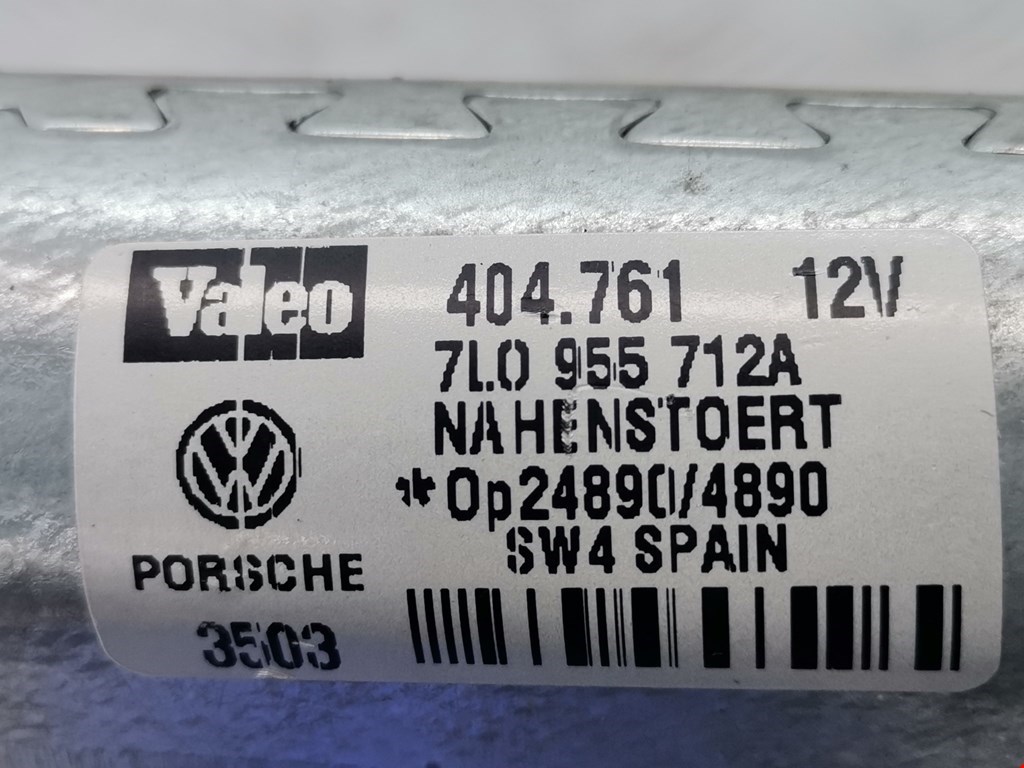 Valeo
404.761 12V
7L0 955 712A
NAHENSTOERT
*Op24890/4890
SW4 SPAIN
PORSCHE
3503